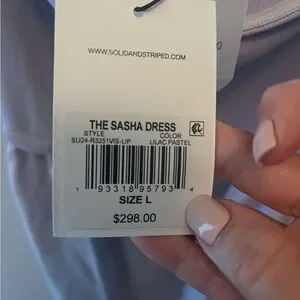 WWW.SOLIDANDSTRIPED.COM
THE SASHA DRESS
STYLE COLOR
SU24-R3251VIS-LIP LILAC PASTEL
1 93318 95793 4
SIZE L
$298.00